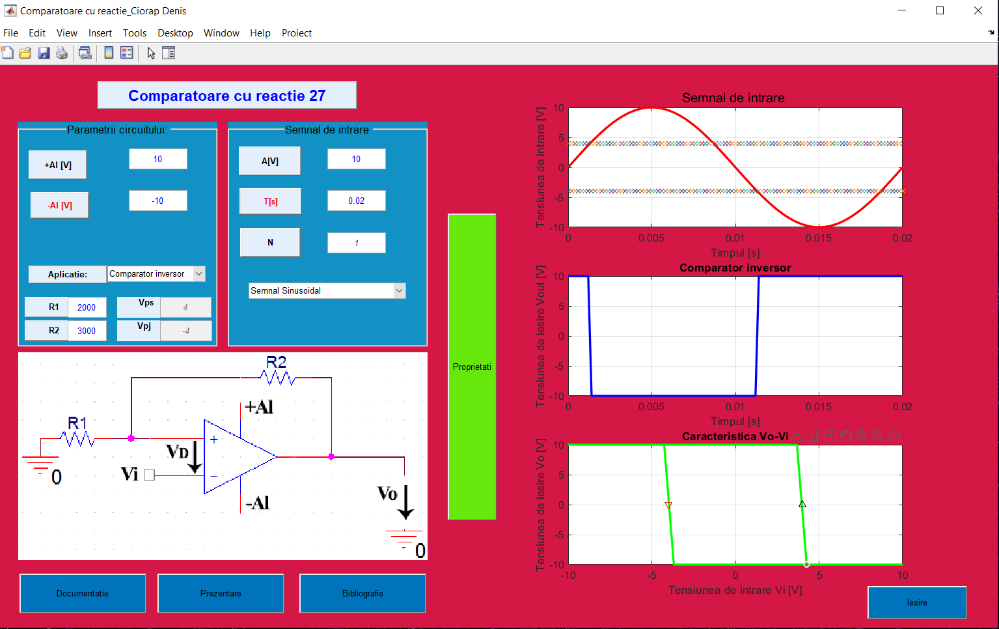 Comparatoare cu reactie_Ciorap Denis
File Edit View Insert Tools Desktop Window Help Proiect
Comparatoare cu reactie 27
Parametrii circuitului:
+Al [V] 10
-Al [V] -10
Aplicatie: Comparator inversor
R1 2000 Vps 4
R2 3000 Vpj -4
Semnal de intrare
A[V] 10
T[s] 0.02
N 1
Semnal Sinusoidal
R2
R1
+Al
VD
+
Vi
−
-Al
Vo
0
0
Proprietati
Documentatie
Prezentare
Bibliografie
Semnal de intrare
Tensiunea de intrare [V]
10
5
0
-5
-10
0 0.005 0.01 0.015 0.02
Timpul [s]
Comparator inversor
Tensiunea de iesire Vout [V]
10
5
0
-5
-10
0 0.005 0.01 0.015 0.02
Timpul [s]
Caracteristica Vo-Vi
Tensiunea de iesire Vo [V]
10
5
0
-5
-10
-10 -5 0 5 10
Tensiunea de intrare Vi [V]
Iesire